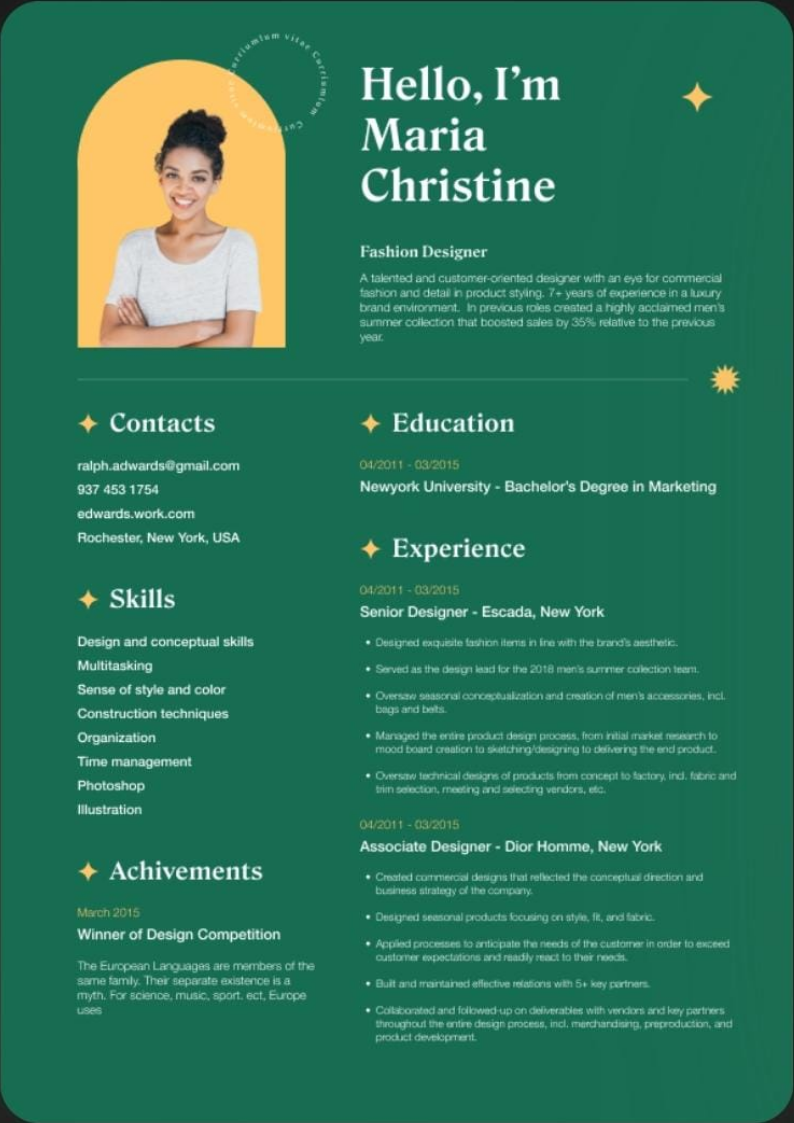 Curriumlum vitae Curriumlum vitae Curriumlum
Hello, I'm
Maria
Christine
Fashion Designer
A talented and customer-oriented designer with an eye for commercial
fashion and detail in product styling. 7+ years of experience in a luxury
brand environment. In previous roles created a highly acclaimed men's
summer collection that boosted sales by 35% relative to the previous
year.
Contacts
ralph.adwards@gmail.com
937 453 1754
edwards.work.com
Rochester, New York, USA
Skills
Design and conceptual skills
Multitasking
Sense of style and color
Construction techniques
Organization
Time management
Photoshop
Illustration
Achivements
March 2015
Winner of Design Competition
The European Languages are members of the
same family. Their separate existence is a
myth. For science, music, sport. ect, Europe
uses
Education
04/2011 - 03/2015
Newyork University - Bachelor's Degree in Marketing
Experience
04/2011 - 03/2015
Senior Designer - Escada, New York
• Designed exquisite fashion items in line with the brand's aesthetic.
• Served as the design lead for the 2018 men's summer collection team.
• Oversaw seasonal conceptualization and creation of men's accessories, incl.
bags and belts.
• Managed the entire product design process, from initial market research to
mood board creation to sketching/designing to delivering the end product.
• Oversaw technical designs of products from concept to factory, incl. fabric and
trim selection, meeting and selecting vendors, etc.
04/2011 - 03/2015
Associate Designer - Dior Homme, New York
• Created commercial designs that reflected the conceptual direction and
business strategy of the company.
• Designed seasonal products focusing on style, fit, and fabric.
• Applied processes to anticipate the needs of the customer in order to exceed
customer expectations and readily react to their needs.
• Built and maintained effective relations with 5+ key partners.
• Collaborated and followed-up on deliverables with vendors and key partners
throughout the entire design process, incl. merchandising, preproduction, and
product development.